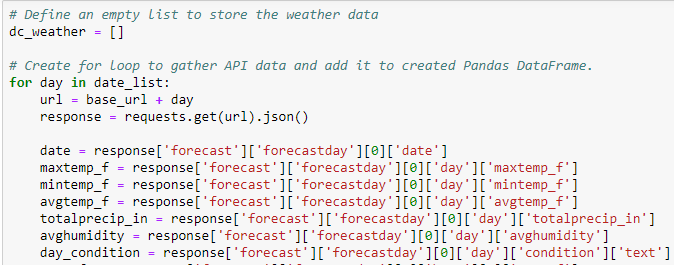 # Define an empty list to store the weather data
dc_weather = []
# Create for loop to gather API data and add it to created Pandas DataFrame.
for day in date_list:
    url = base_url + day
    response = requests.get(url).json()
    date = response['forecast']['forecastday'][0]['date']
    maxtemp_f = response['forecast']['forecastday'][0]['day']['maxtemp_f']
    mintemp_f = response['forecast']['forecastday'][0]['day']['mintemp_f']
    avgtemp_f = response['forecast']['forecastday'][0]['day']['avgtemp_f']
    totalprecip_in = response['forecast']['forecastday'][0]['day']['totalprecip_in']
    avghumidity = response['forecast']['forecastday'][0]['day']['avghumidity']
    day_condition = response['forecast']['forecastday'][0]['day']['condition']['text']